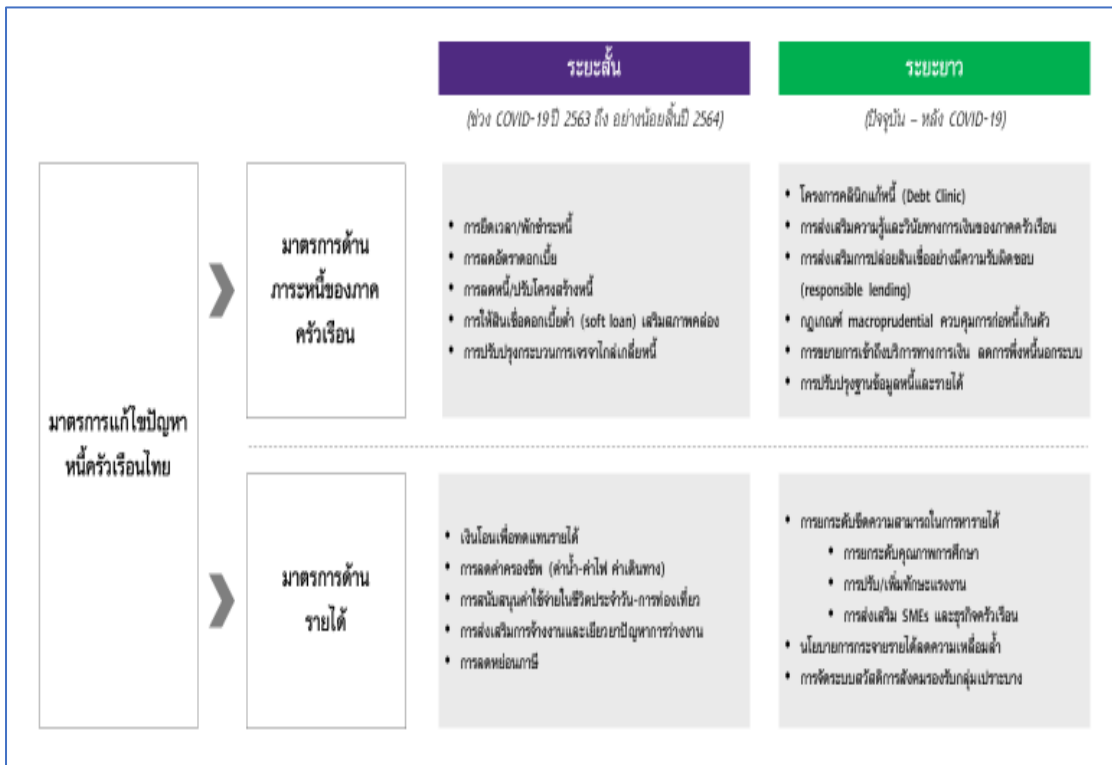 ระยะสั้น
ระยะยาว
(ช่วง COVID-19 ปี 2563 ถึง อย่างน้อยสิ้นปี 2564)
(ปัจจุบัน – หลัง COVID-19)
มาตรการแก้ไขปัญหา
หนี้ครัวเรือนไทย
มาตรการด้าน
ภาระหนี้ของภาค
ครัวเรือน
• การยืดเวลา/พักชำระหนี้
• การลดอัตราดอกเบี้ย
• การลดหนี้/ปรับโครงสร้างหนี้
• การให้สินเชื่อดอกเบี้ยต่ำ (soft loan) เสริมสภาพคล่อง
• การปรับปรุงกระบวนการเจรจาไกล่เกลี่ยหนี้
• โครงการคลินิกแก้หนี้ (Debt Clinic)
• การส่งเสริมความรู้และวินัยทางการเงินของภาคครัวเรือน
• การส่งเสริมการปล่อยสินเชื่ออย่างมีความรับผิดชอบ
(responsible lending)
• กฎเกณฑ์ macroprudential ควบคุมการก่อหนี้เกินตัว
• การขยายการเข้าถึงบริการทางการเงิน ลดการพึ่งหนี้นอกระบบ
• การปรับปรุงฐานข้อมูลหนี้และรายได้
มาตรการด้าน
รายได้
• เงินโอนเพื่อทดแทนรายได้
• การลดค่าครองชีพ (ค่าน้ำ-ค่าไฟ ค่าเดินทาง)
• การสนับสนุนค่าใช้จ่ายในชีวิตประจำวัน-การท่องเที่ยว
• การส่งเสริมการจ้างงานและเยียวยาปัญหาการว่างงาน
• การลดหย่อนภาษี
• การยกระดับขีดความสามารถในการหารายได้
• การยกระดับคุณภาพการศึกษา
• การปรับ/เพิ่มทักษะแรงงาน
• การส่งเสริม SMEs และธุรกิจครัวเรือน
• นโยบายการกระจายรายได้ลดความเหลื่อมล้ำ
• การจัดระบบสวัสดิการสังคมรองรับกลุ่มเปราะบาง